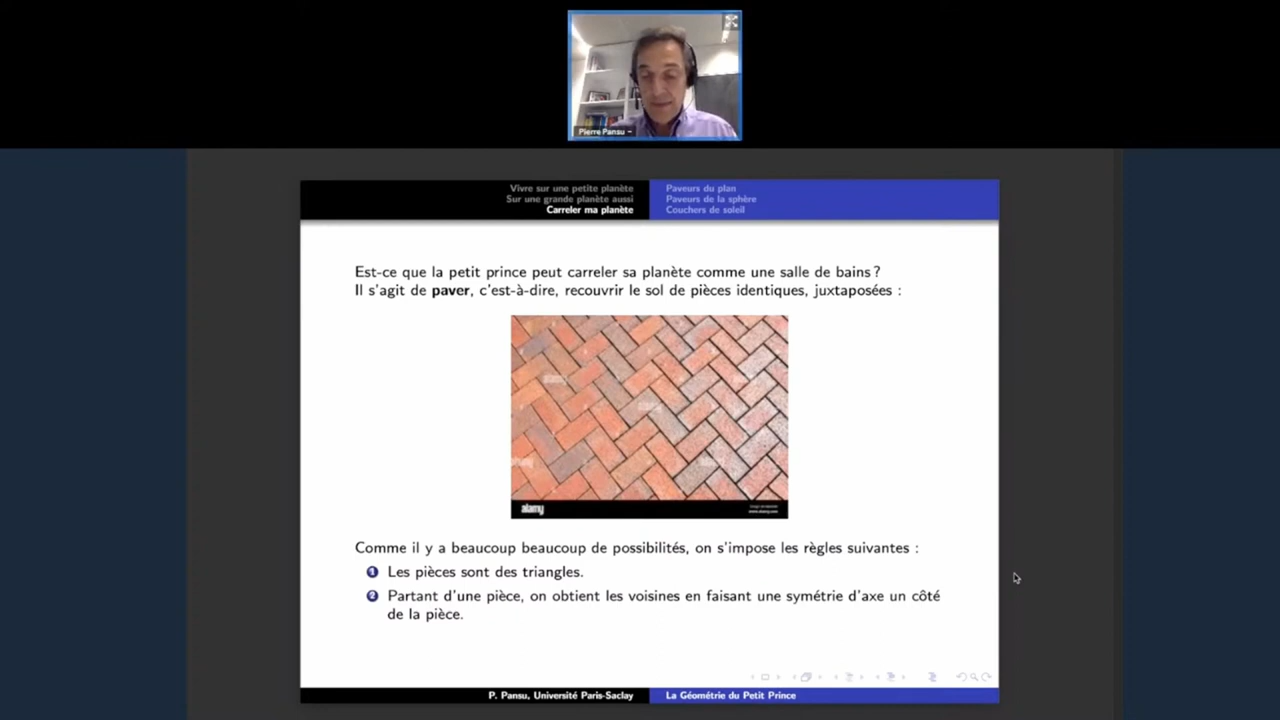 Pierre Pansu
Vivre sur une petite planète
Sur une grande planète aussi
Carreler ma planète
Paveurs du plan
Paveurs de la sphère
Couchers de soleil
Est-ce que la petit prince peut carreler sa planète comme une salle de bains ?
Il s'agit de paver, c'est-à-dire, recouvrir le sol de pièces identiques, juxtaposées :
alamy
Comme il y a beaucoup beaucoup de possibilités, on s'impose les règles suivantes :
1 Les pièces sont des triangles.
2 Partant d'une pièce, on obtient les voisines en faisant une symétrie d'axe un côté
de la pièce.
P. Pansu, Université Paris-Saclay
La Géométrie du Petit Prince